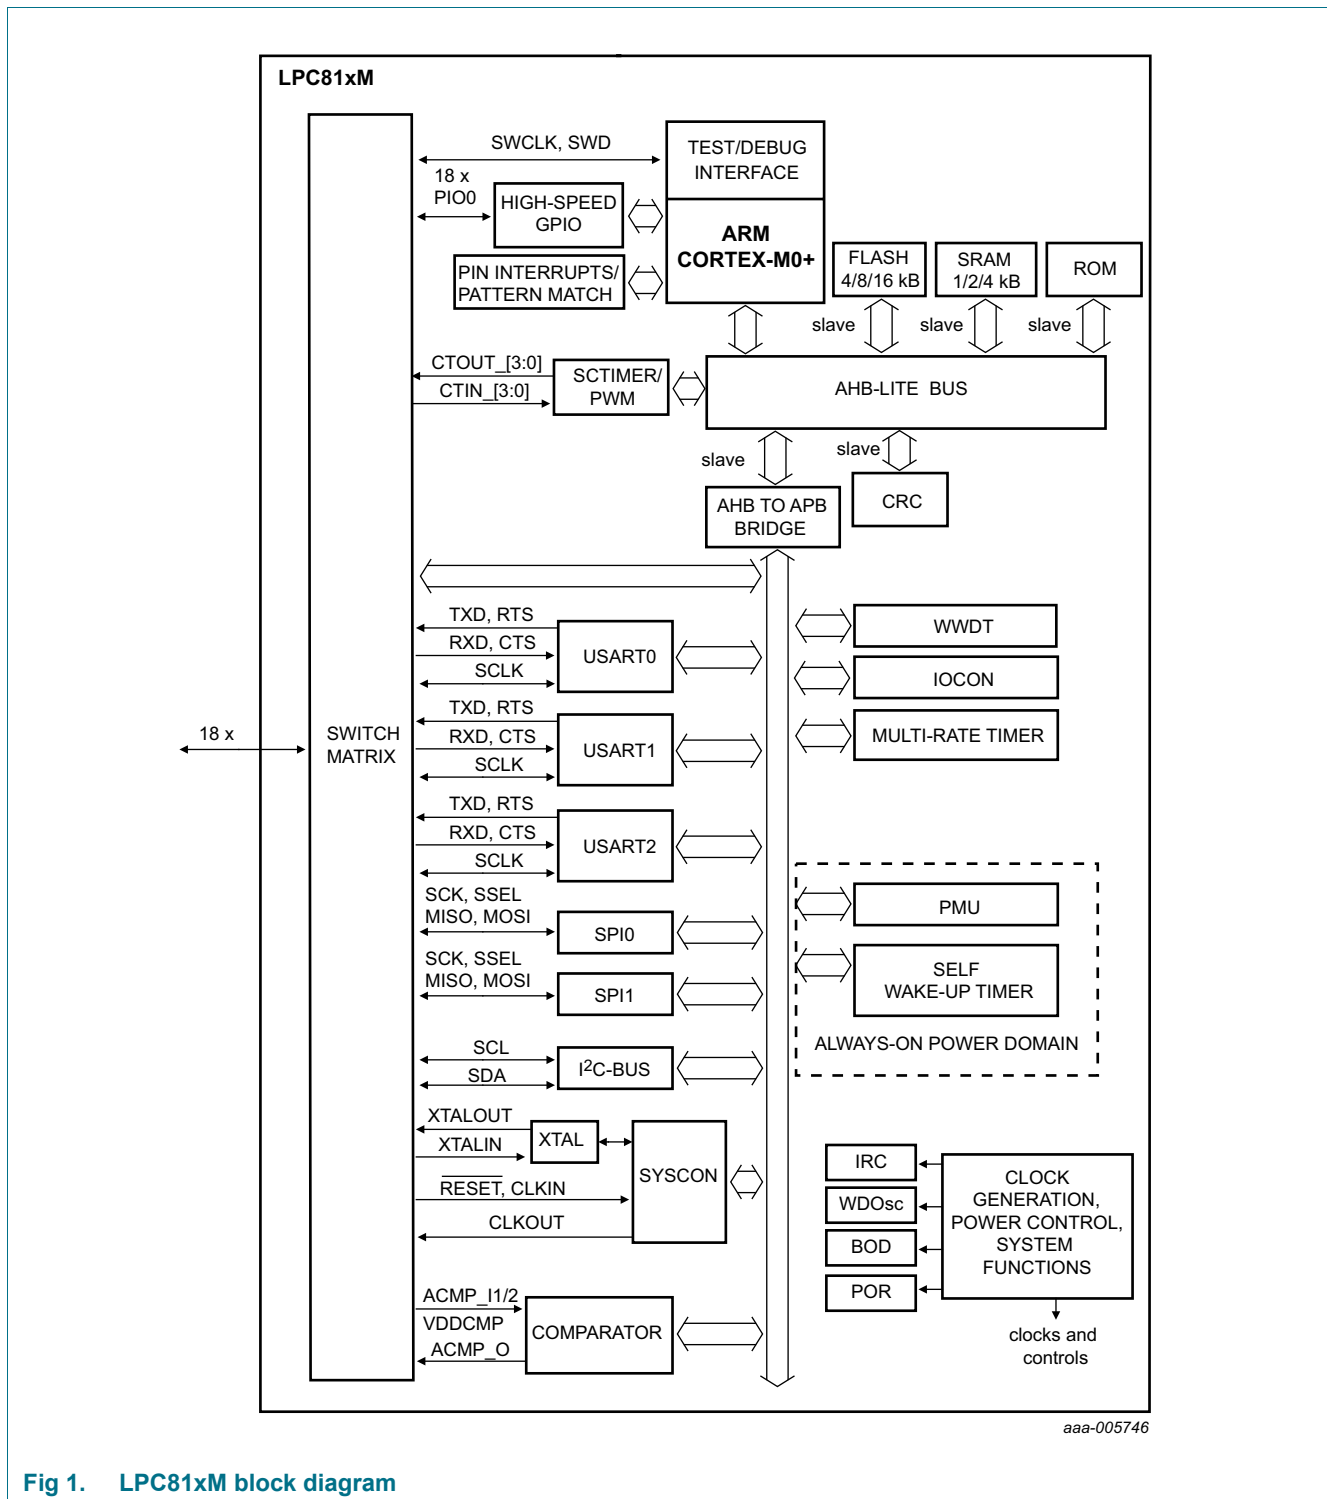 LPC81xM
SWCLK, SWD
TEST/DEBUG
INTERFACE
18 x
PIO0
HIGH-SPEED
GPIO
ARM
CORTEX-M0+
PIN INTERRUPTS/
PATTERN MATCH
FLASH
4/8/16 kB
SRAM
1/2/4 kB
ROM
slave
slave
slave
CTOUT_[3:0]
CTIN_[3:0]
SCTIMER/
PWM
AHB-LITE BUS
slave
slave
AHB TO APB
BRIDGE
CRC
TXD, RTS
RXD, CTS
SCLK
USART0
WWDT
IOCON
TXD, RTS
RXD, CTS
SCLK
USART1
MULTI-RATE TIMER
18 x
SWITCH
MATRIX
TXD, RTS
RXD, CTS
SCLK
USART2
SCK, SSEL
MISO, MOSI
SPI0
PMU
SCK, SSEL
MISO, MOSI
SPI1
SELF
WAKE-UP TIMER
ALWAYS-ON POWER DOMAIN
SCL
SDA
I2C-BUS
XTALOUT
XTALIN
XTAL
RESET, CLKIN
CLKOUT
SYSCON
IRC
WDOsc
BOD
POR
CLOCK
GENERATION,
POWER CONTROL,
SYSTEM
FUNCTIONS
clocks and
controls
ACMP_I1/2
VDDCMP
ACMP_O
COMPARATOR
aaa-005746
Fig 1. LPC81xM block diagram